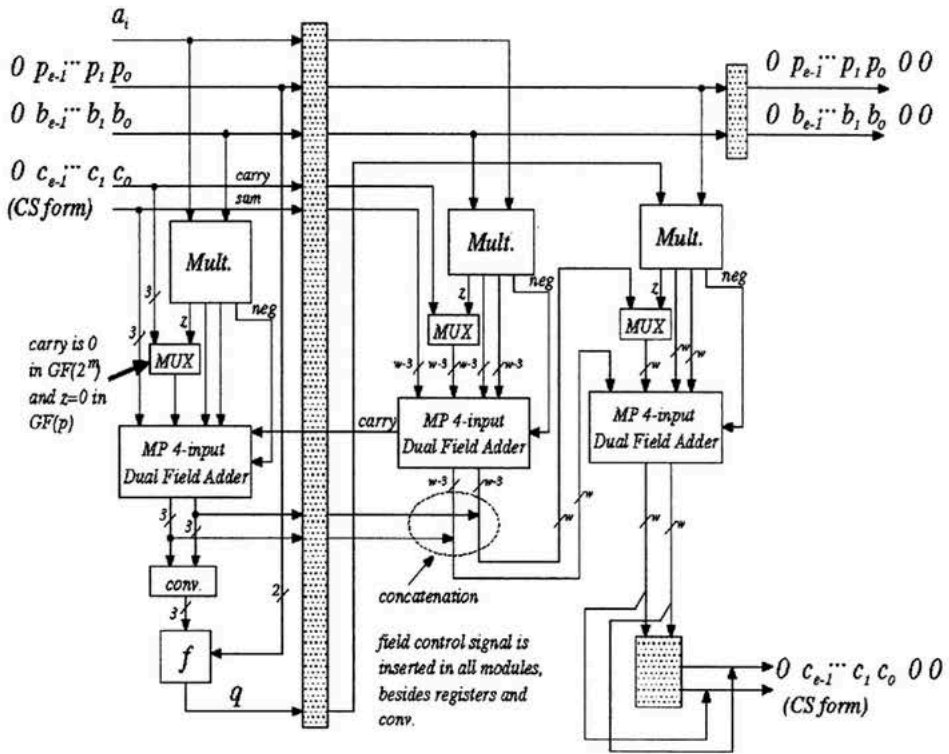 a_i
0 p_{e-1}... p_1 p_0
0 b_{e-1}... b_1 b_0
0 c_{e-1}... c_1 c_0
(CS form)
carry
sum
0 p_{e-1}... p_1 p_0 0 0
0 b_{e-1}... b_1 b_0 0 0
Mult.
neg
z
3
3
MUX
carry is 0
in GF(2^m)
and z=0 in
GF(p)
MP 4-input
Dual Field Adder
3
3
conv.
3
2
f
q
Mult.
neg
z
MUX
w-3
w-3
w-3
w-3
carry
MP 4-input
Dual Field Adder
w-3
w-3
concatenation
field control signal is
inserted in all modules,
besides registers and
conv.
Mult.
neg
z
MUX
w
w
w
MP 4-input
Dual Field Adder
w
w
w
w
0 c_{e-1}... c_1 c_0 0 0
(CS form)